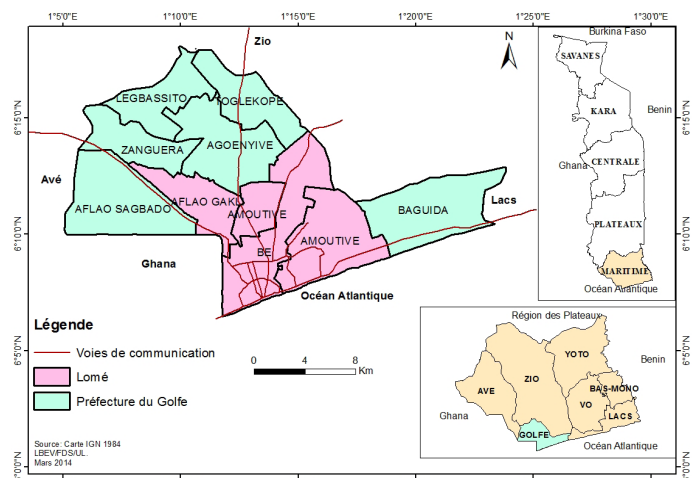 1°5'0"E
1°10'0"E
1°15'0"E
1°20'0"E
1°25'0"E
1°30'0"E
6°15'0"N
6°10'0"N
6°5'0"N
6°0'0"N
6°15'0"N
6°10'0"N
6°5'0"N
6°0'0"N
Zio
N
LEGBASSITO
TOGLEKOPE
AGOENYIVE
ZANGUERA
Avé
AFLAO SAGBADO
AFLAO GAKLI
AMOUTIVE
BAGUIDA
Lacs
AMOUTIVE
BE
Ghana
Océan Atlantique
Légende
Voies de communication
Lomé
Préfecture du Golfe
0 4 8
Km
Source: Carte IGN 1984
LBEV/FDS/UL.
Mars 2014
Burkina Faso
SAVANES
KARA
Benin
Ghana
CENTRALE
PLATEAUX
MARITIME
Océan Atlantique
Région des Plateaux
YOTO
Benin
AVE
ZIO
BAS-MONO
VO
LACS
Ghana
GOLFE
Océan Atlantique